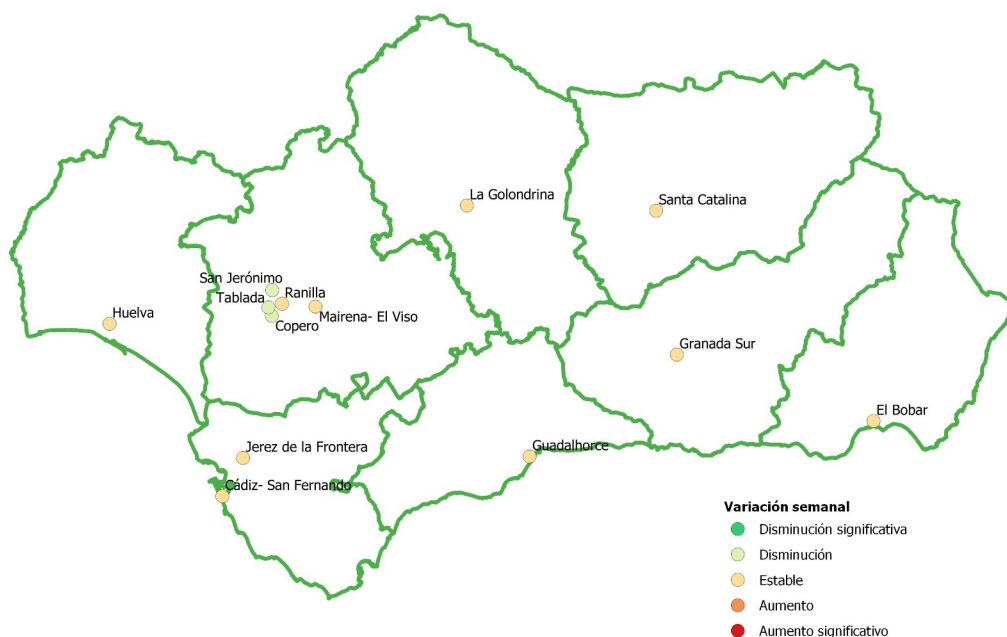 La Golondrina
Santa Catalina
San Jerónimo
Tablada
Ranilla
Huelva
Copero
Mairena- El Viso
Granada Sur
El Bobar
Jerez de la Frontera
Guadalhorce
Cádiz- San Fernando
Variación semanal
Disminución significativa
Disminución
Estable
Aumento
Aumento significativo